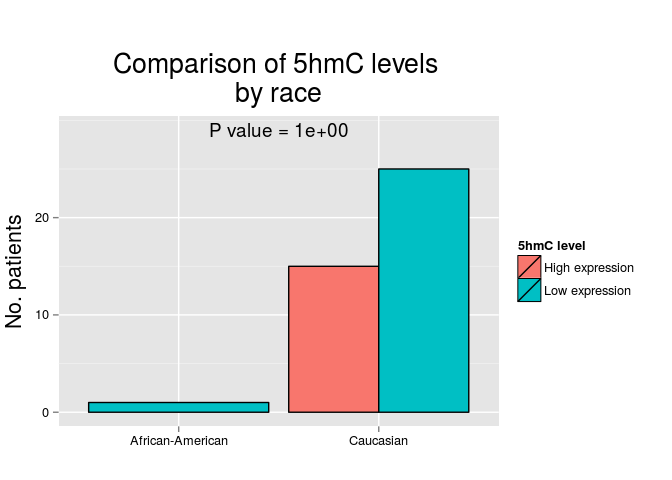 Comparison of 5hmC levels
by race
P value = 1e+00
No. patients
20
10
0
African-American
Caucasian
5hmC level
High expression
Low expression